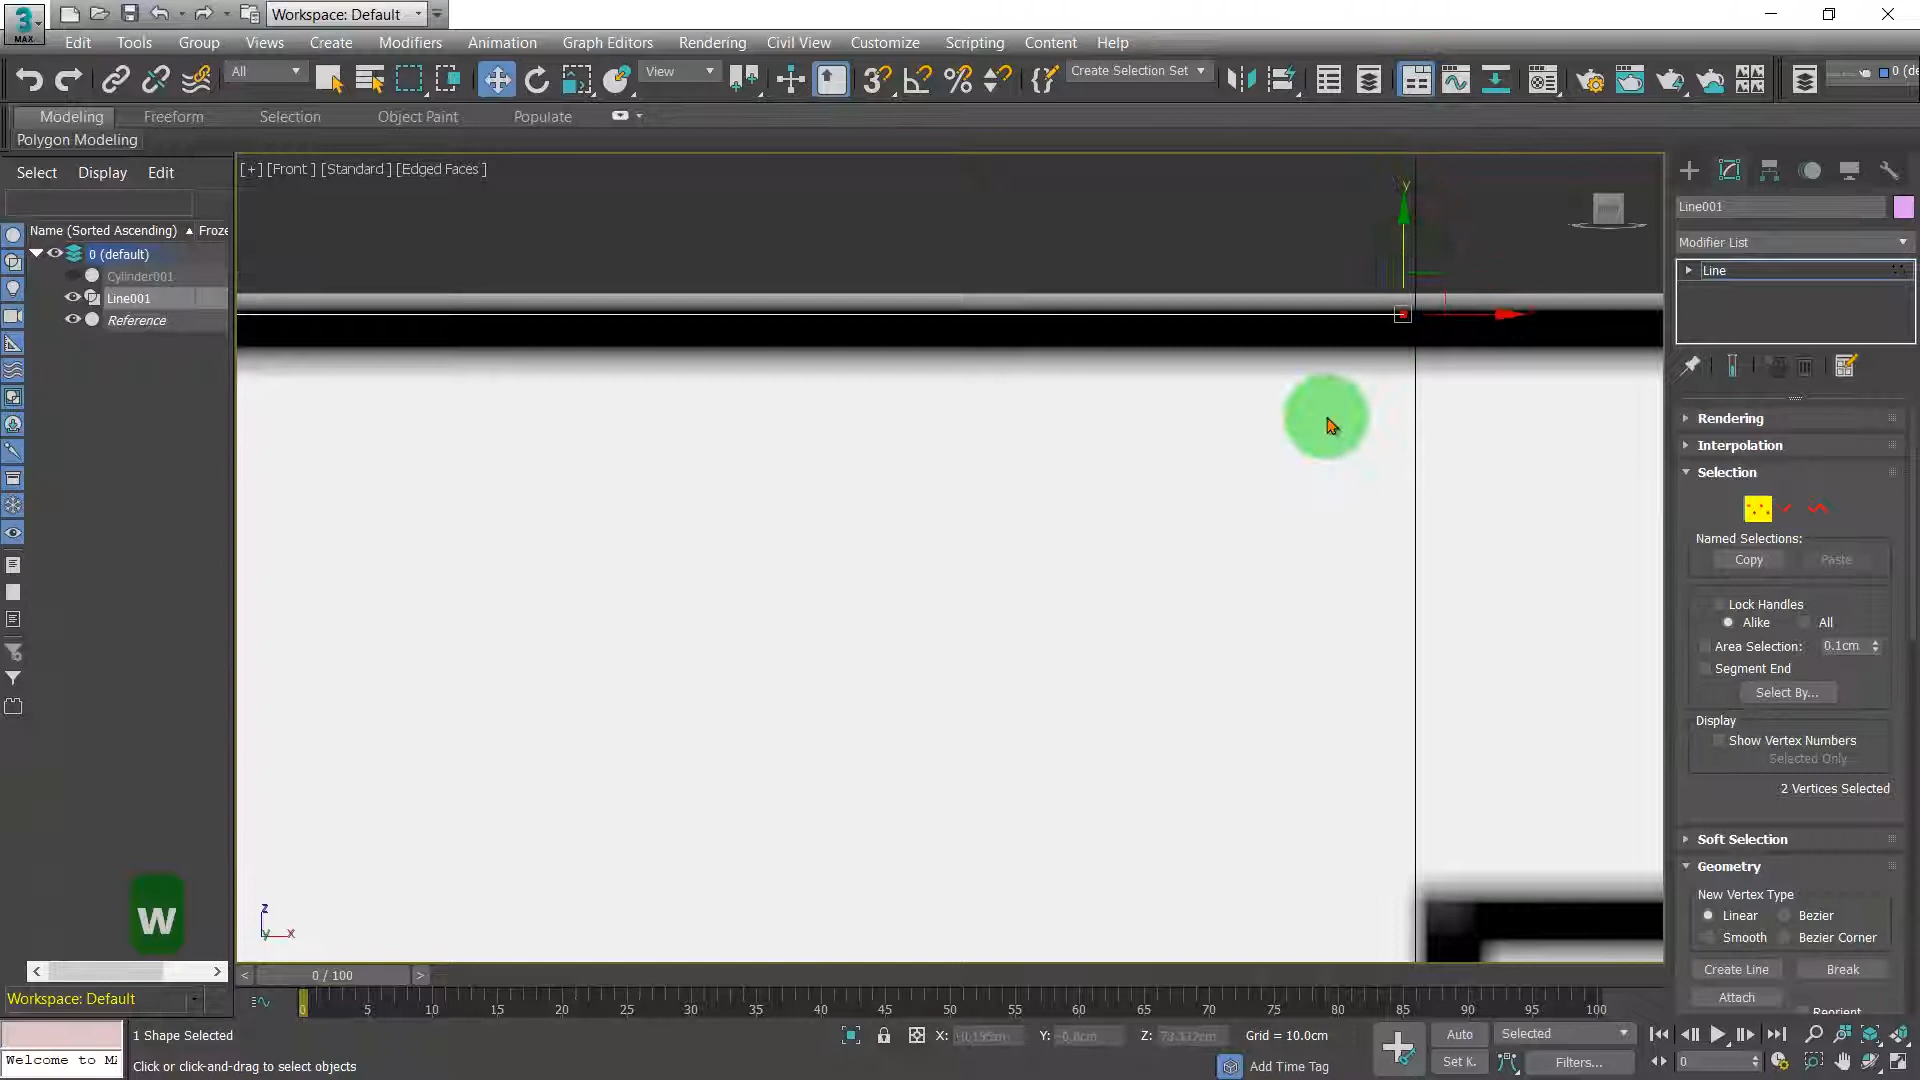 3
MAX
Workspace: Default
Edit Tools Group Views Create Modifiers Animation Graph Editors Rendering Civil View Customize Scripting Content Help
All
View
Create Selection Set
0 (de
Modeling Freeform Selection Object Paint Populate
Polygon Modeling
Select Display Edit
[+] [Front ] [Standard ] [Edged Faces ]
Name (Sorted Ascending) Froze
0 (default)
Cylinder001
Line001
Reference
y
Line001
Modifier List
Line
Rendering
Interpolation
Selection
Named Selections:
Copy Paste
Lock Handles
Alike All
Area Selection: 0.1cm
Segment End
Select By...
Display
Show Vertex Numbers
Selected Only
2 Vertices Selected
Soft Selection
Geometry
New Vertex Type
Linear Bezier
Smooth Bezier Corner
Create Line Break
Attach
Reorient
W
z
y x
< 0 / 100 >
Workspace: Default
0 5 10 15 20 25 30 35 40 45 50 55 60 65 70 75 80 85 90 95 100
1 Shape Selected
X: Y: Z: Grid = 10.0cm
Auto Selected
Welcome to MA
Click or click-and-drag to select objects
Add Time Tag
Set K. Filters...
0